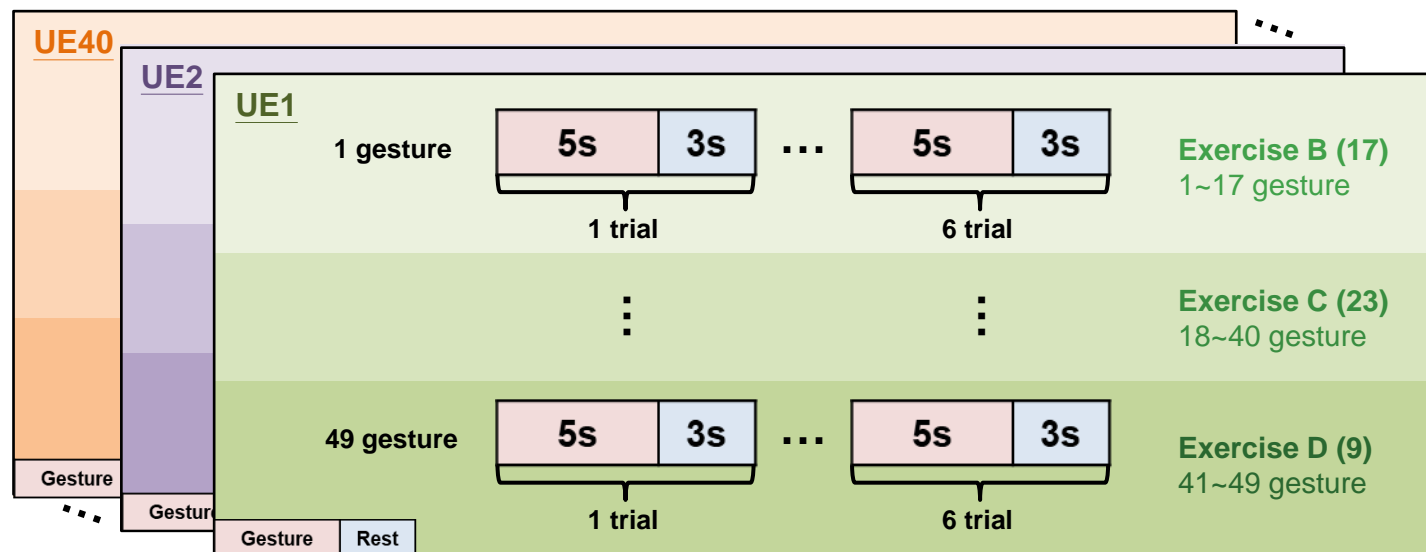 UE40
UE2
UE1
1 gesture
5s 3s ... 5s 3s
1 trial
6 trial
Exercise B (17)
1~17 gesture
Exercise C (23)
18~40 gesture
49 gesture
5s 3s ... 5s 3s
1 trial
6 trial
Exercise D (9)
41~49 gesture
Gesture
Gestur
Gesture Rest